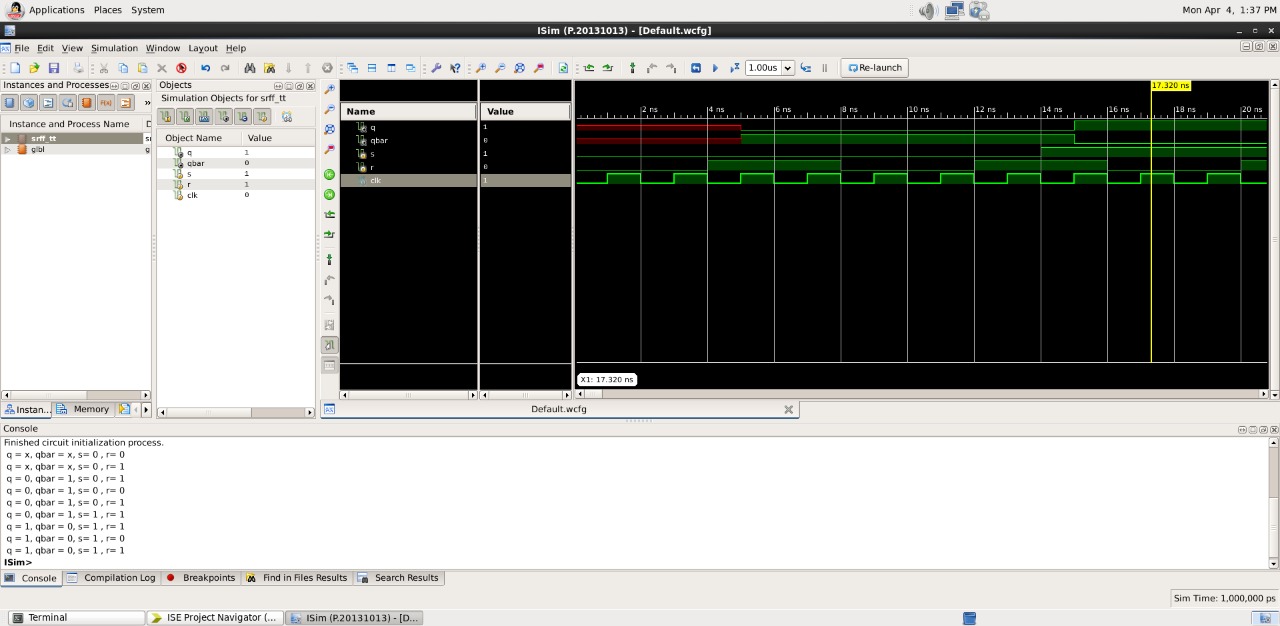 Applications Places System
Mon Apr 4, 1:37 PM
ISim (P.20131013) - [Default.wcfg]
File Edit View Simulation Window Layout Help
1.00us
Re-launch
Instances and Processes
Instance and Process Name
srff_tt
glbl
g
Instan...
Memory
Objects
Simulation Objects for srff_tt
Object Name Value
q 1
qbar 0
s 1
r 1
clk 0
Name Value
q 1
qbar 0
s 1
r 0
clk 1
17.320 ns
2 ns 4 ns 6 ns 8 ns 10 ns 12 ns 14 ns 16 ns 18 ns 20 ns
X1: 17.320 ns
Default.wcfg
Console
Finished circuit initialization process.
q = x, qbar = x, s= 0 , r= 0
q = x, qbar = x, s= 0 , r= 1
q = 0, qbar = 1, s= 0 , r= 1
q = 0, qbar = 1, s= 0 , r= 0
q = 0, qbar = 1, s= 0 , r= 1
q = 0, qbar = 1, s= 1 , r= 1
q = 1, qbar = 0, s= 1 , r= 1
q = 1, qbar = 0, s= 1 , r= 0
q = 1, qbar = 0, s= 1 , r= 1
ISim>
Console Compilation Log Breakpoints Find in Files Results Search Results
Sim Time: 1,000,000 ps
Terminal ISE Project Navigator (... ISim (P.20131013) - [D...